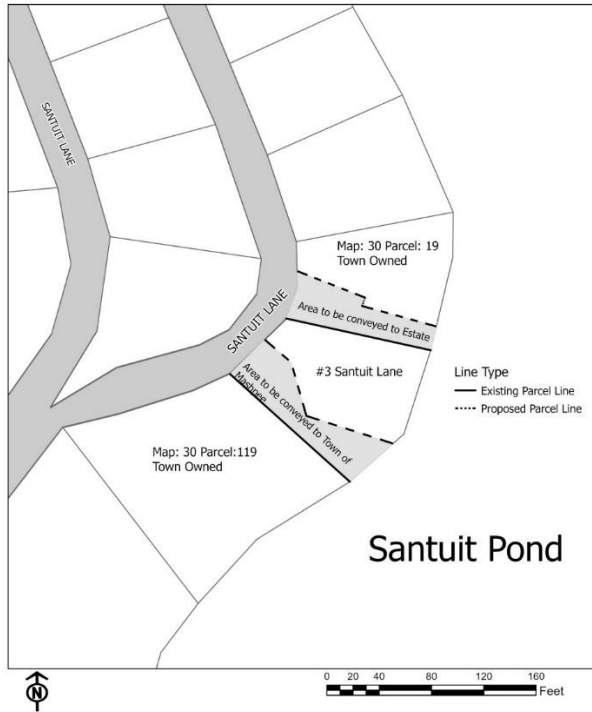 SANTUIT LANE
Map: 30 Parcel: 19
Town Owned
Area to be conveyed to Estate
SANTUIT LANE
#3 Santuit Lane
Line Type
Existing Parcel Line
Proposed Parcel Line
Area to be conveyed to Town of
Mashpee
Map: 30 Parcel:119
Town Owned
Santuit Pond
N
0 20 40 80 120 160
Feet